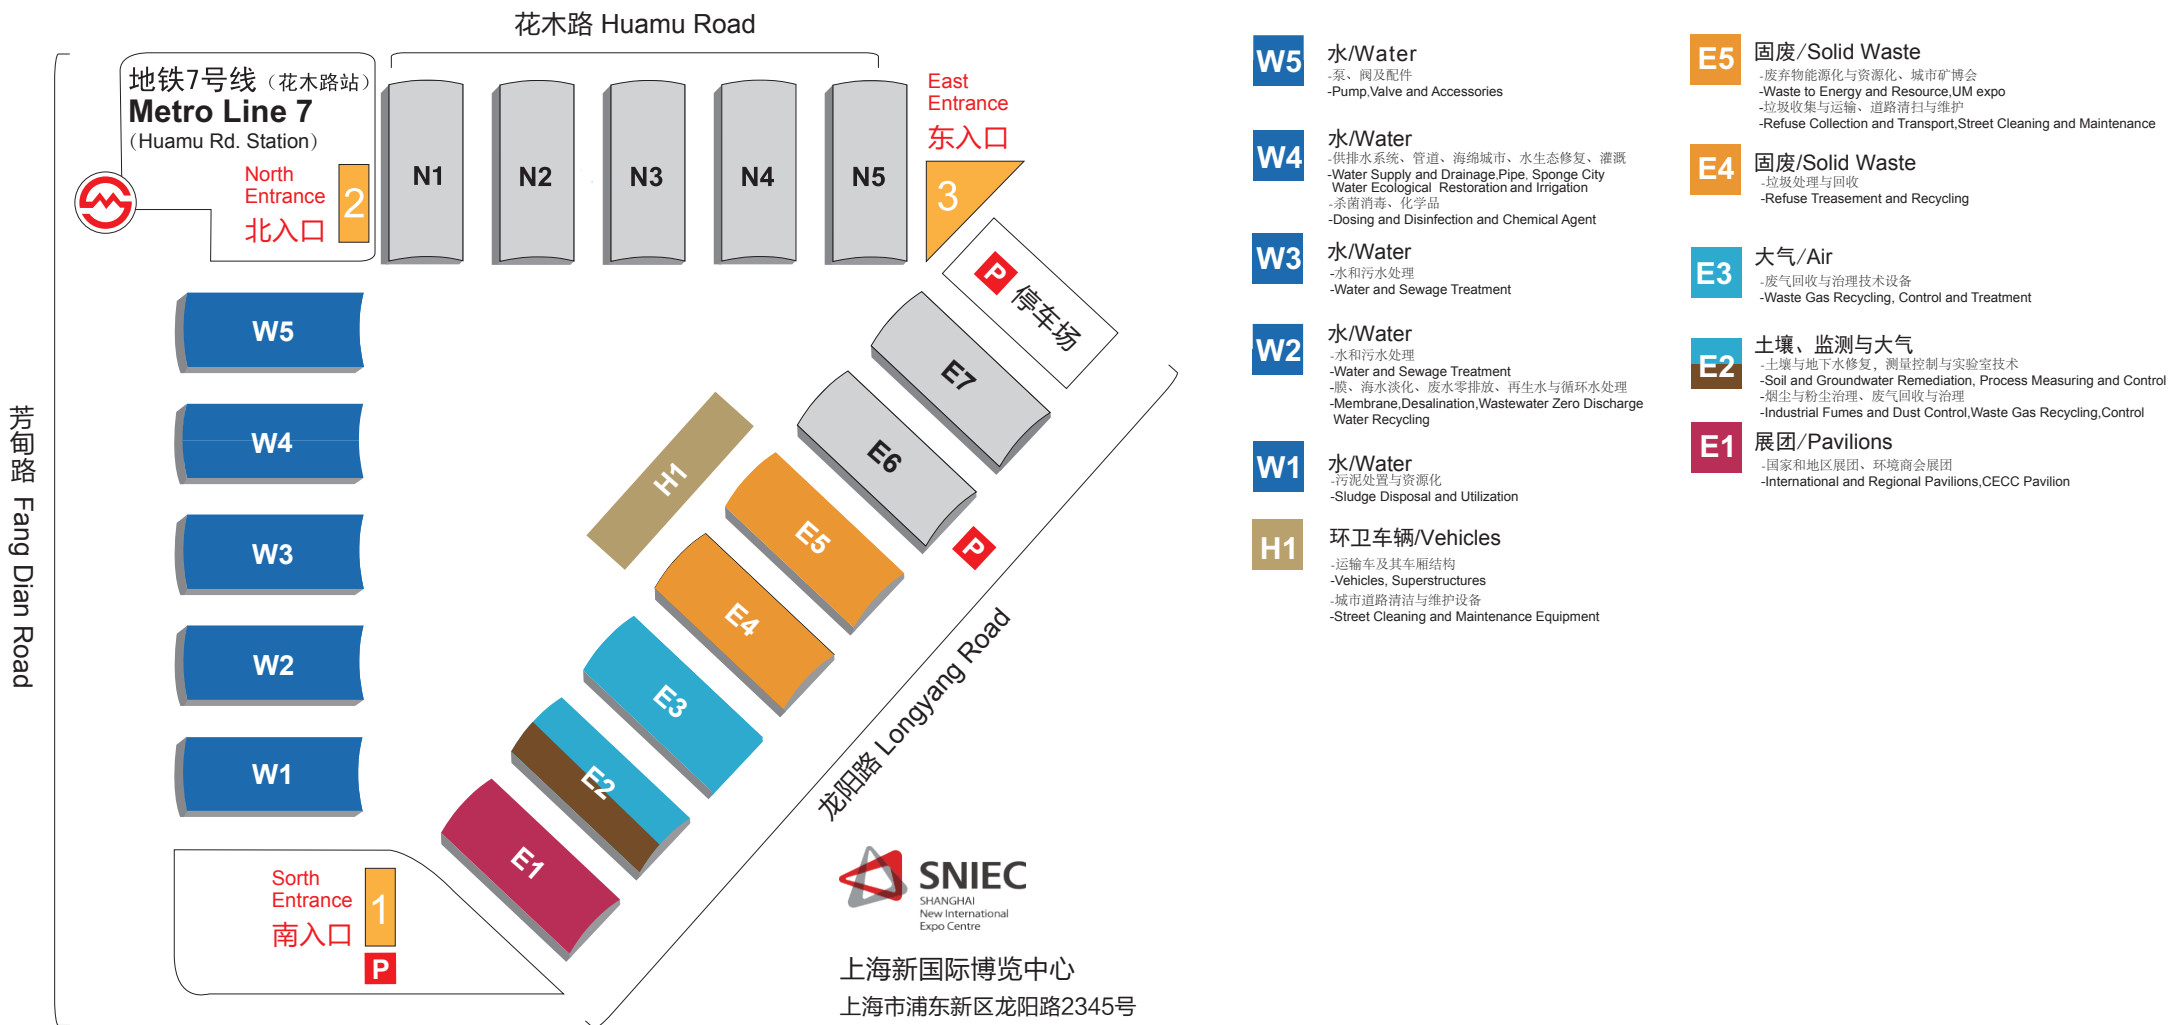 花木路 Huamu Road
地铁7号线（花木路站）
Metro Line 7
（Huamu Rd. Station）
North
Entrance
北入口
2
N1
N2
N3
N4
N5
East
Entrance
东入口
3
P 停车场
W5
W4
W3
W2
W1
芳甸路 Fang Dian Road
E7
E6
H1
E5
P
E4
E3
E2
E1
龙阳路 Longyang Road
Sorth
Entrance
南入口
1
P
SNIEC
SHANGHAI
New International
Expo Centre
上海新国际博览中心
上海市浦东新区龙阳路2345号
W5 水/Water
-泵、阀及配件
-Pump,Valve and Accessories
W4 水/Water
-供排水系统、管道、海绵城市、水生态修复、灌溉
-Water Supply and Drainage,Pipe, Sponge City
Water Ecological Restoration and Irrigation
-杀菌消毒、化学品
-Dosing and Disinfection and Chemical Agent
W3 水/Water
-水和污水处理
-Water and Sewage Treatment
W2 水/Water
-水和污水处理
-Water and Sewage Treatment
-膜、海水淡化、废水零排放、再生水与循环水处理
-Membrane,Desalination,Wastewater Zero Discharge
Water Recycling
W1 水/Water
-污泥处置与资源化
-Sludge Disposal and Utilization
H1 环卫车辆/Vehicles
-运输车及其车厢结构
-Vehicles, Superstructures
-城市道路清洁与维护设备
-Street Cleaning and Maintenance Equipment
E5 固废/Solid Waste
-废弃物能源化与资源化、城市矿博会
-Waste to Energy and Resource,UM expo
-垃圾收集与运输、道路清扫与维护
-Refuse Collection and Transport,Street Cleaning and Maintenance
E4 固废/Solid Waste
-垃圾处理与回收
-Refuse Treasement and Recycling
E3 大气/Air
-废气回收与治理技术设备
-Waste Gas Recycling, Control and Treatment
E2 土壤、监测与大气
-土壤与地下水修复，测量控制与实验室技术
-Soil and Groundwater Remediation, Process Measuring and Control
-烟尘与粉尘治理、废气回收与治理
-Industrial Fumes and Dust Control,Waste Gas Recycling,Control
E1 展团/Pavilions
-国家和地区展团、环境商会展团
-International and Regional Pavilions,CECC Pavilion